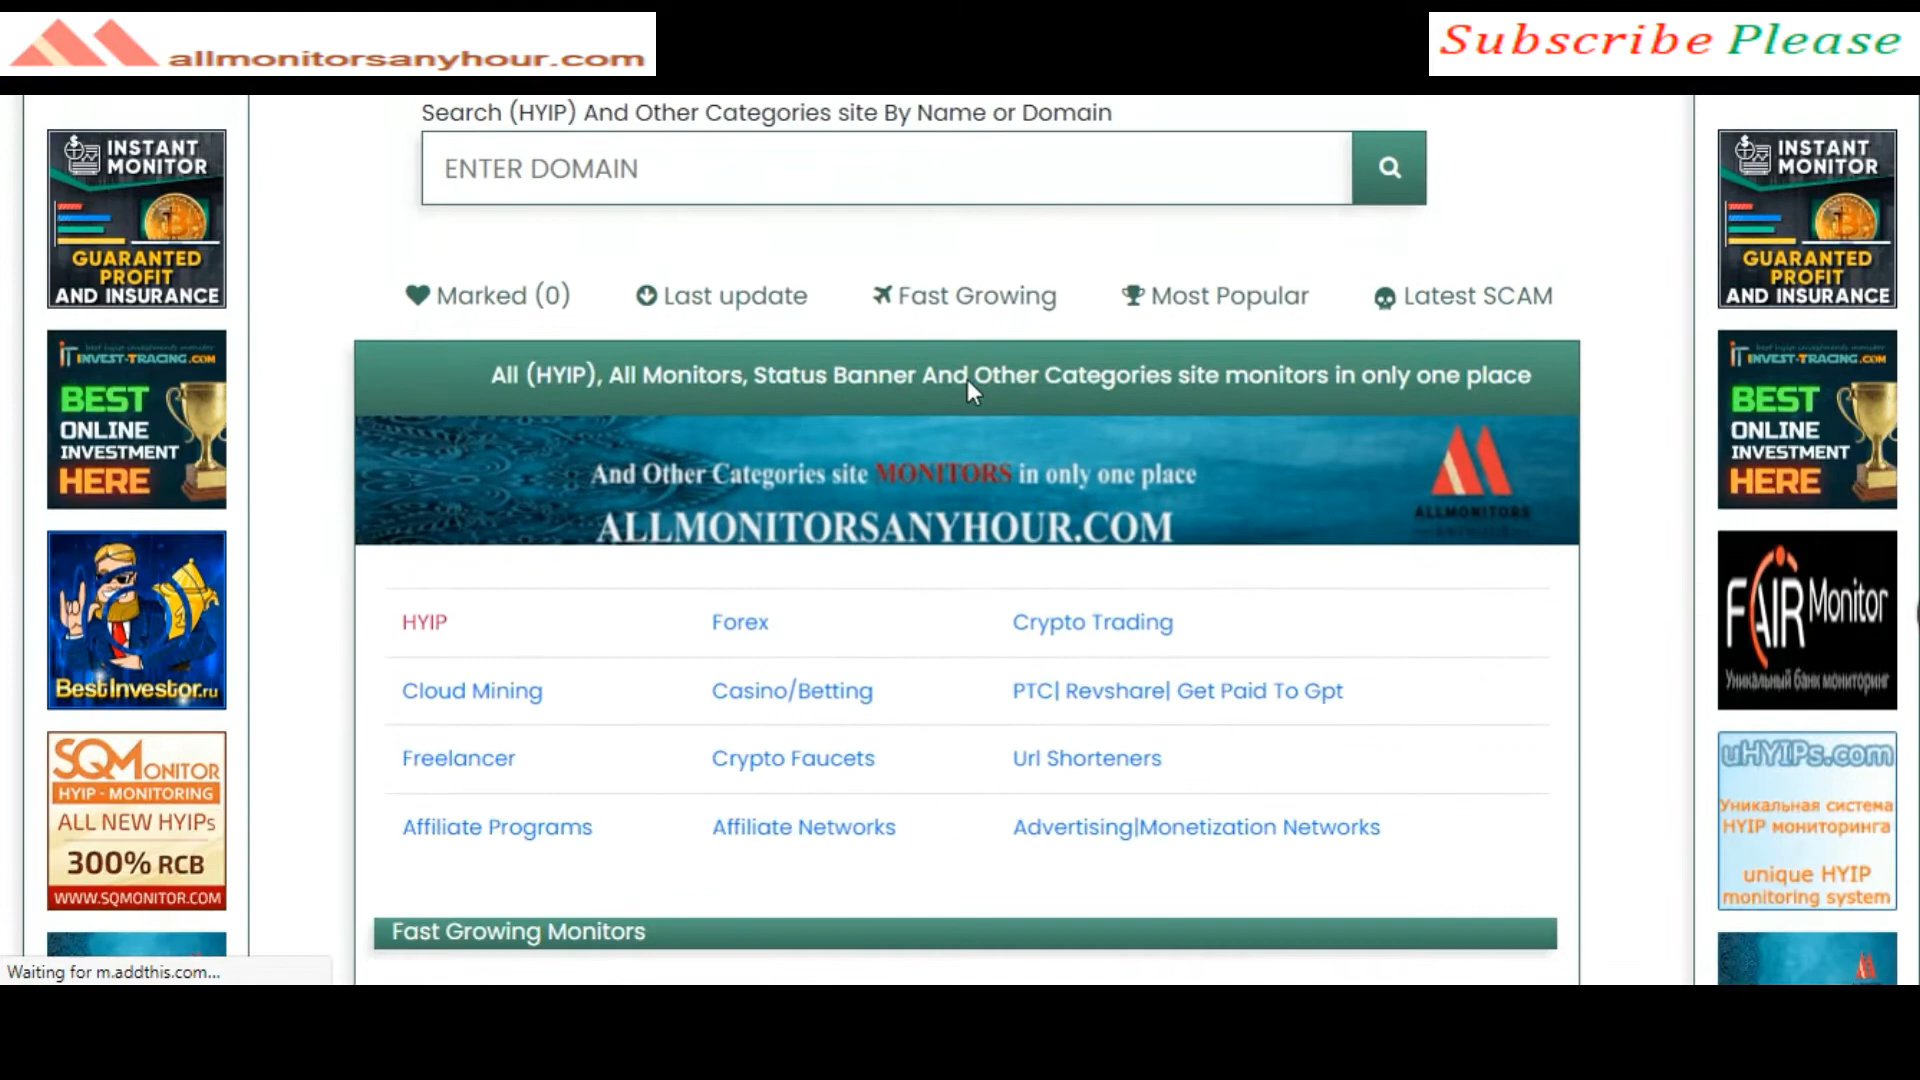 allmonitorsanyhour.com
Subscribe Please
Search (HYIP) And Other Categories site By Name or Domain
ENTER DOMAIN
Marked (0)
Last update
Fast Growing
Most Popular
Latest SCAM
All (HYIP), All Monitors, Status Banner And Other Categories site monitors in only one place
And Other Categories site MONITORS in only one place
ALLMONITORSANYHOUR.COM
ALLMONITORS
HYIP
Forex
Crypto Trading
Cloud Mining
Casino/Betting
PTC| Revshare| Get Paid To Gpt
Freelancer
Crypto Faucets
Url Shorteners
Affiliate Programs
Affiliate Networks
Advertising|Monetization Networks
Fast Growing Monitors
INSTANT
MONITOR
GUARANTED
PROFIT
AND INSURANCE
INVEST-TRACING.COM
BEST
ONLINE
INVESTMENT
HERE
BestInvestor.ru
SQMONITOR
HYIP - MONITORING
ALL NEW HYIPs
300% RCB
WWW.SQMONITOR.COM
Waiting for m.addthis.com...
INSTANT
MONITOR
GUARANTED
PROFIT
AND INSURANCE
INVEST-TRACING.COM
BEST
ONLINE
INVESTMENT
HERE
FAIR Monitor
Уникальный банк мониторинг
uHYIPs.com
Уникальная система
HYIP мониторинга
unique HYIP
monitoring system